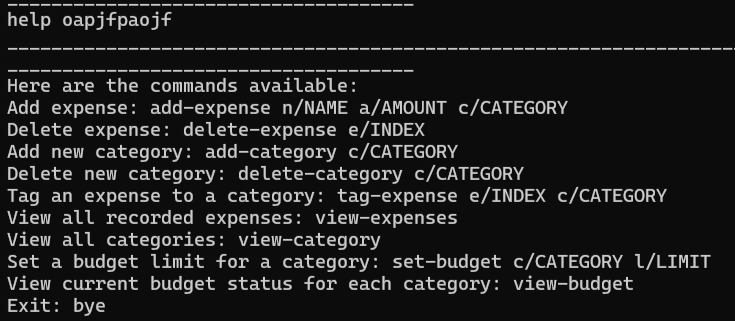 ____________________________________
help oapjfpaojf
________________________________________________________________
____________________________________
Here are the commands available:
Add expense: add-expense n/NAME a/AMOUNT c/CATEGORY
Delete expense: delete-expense e/INDEX
Add new category: add-category c/CATEGORY
Delete new category: delete-category c/CATEGORY
Tag an expense to a category: tag-expense e/INDEX c/CATEGORY
View all recorded expenses: view-expenses
View all categories: view-category
Set a budget limit for a category: set-budget c/CATEGORY l/LIMIT
View current budget status for each category: view-budget
Exit: bye